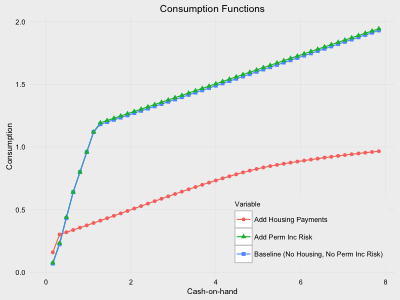 Consumption Functions
2.0
1.5
1.0
0.5
0.0
Consumption
0
2
4
6
8
Cash-on-hand
Variable
Add Housing Payments
Add Perm Inc Risk
Baseline (No Housing, No Perm Inc Risk)